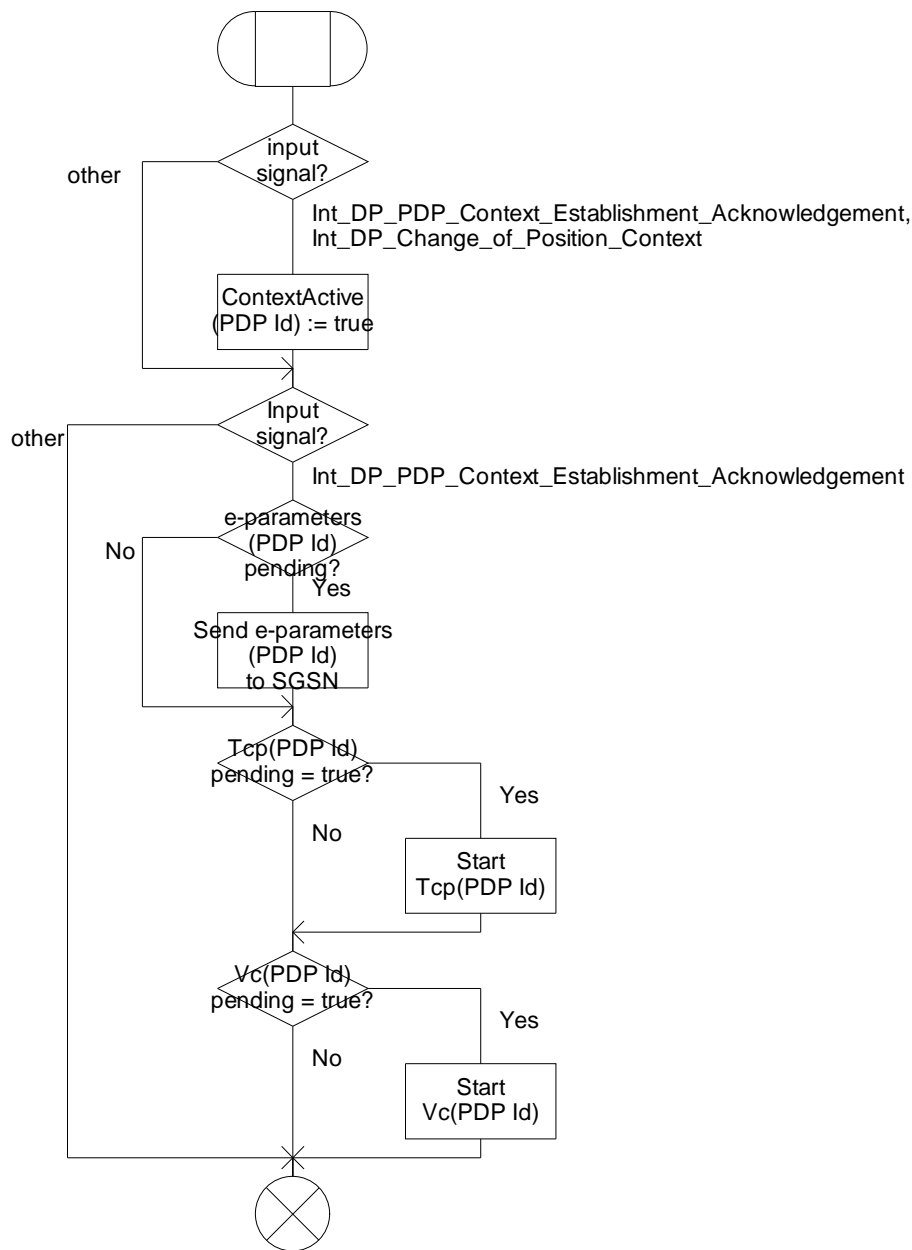 input
signal?
other
Int_DP_PDP_Context_Establishment_Acknowledgement,
Int_DP_Change_of_Position_Context
ContextActive
(PDP Id) := true
Input
signal?
other
Int_DP_PDP_Context_Establishment_Acknowledgement
e-parameters
(PDP Id)
pending?
No
Yes
Send e-parameters
(PDP Id)
to SGSN
Tcp(PDP Id)
pending = true?
Yes
No
Start
Tcp(PDP Id)
Vc(PDP Id)
pending = true?
Yes
No
Start
Vc(PDP Id)